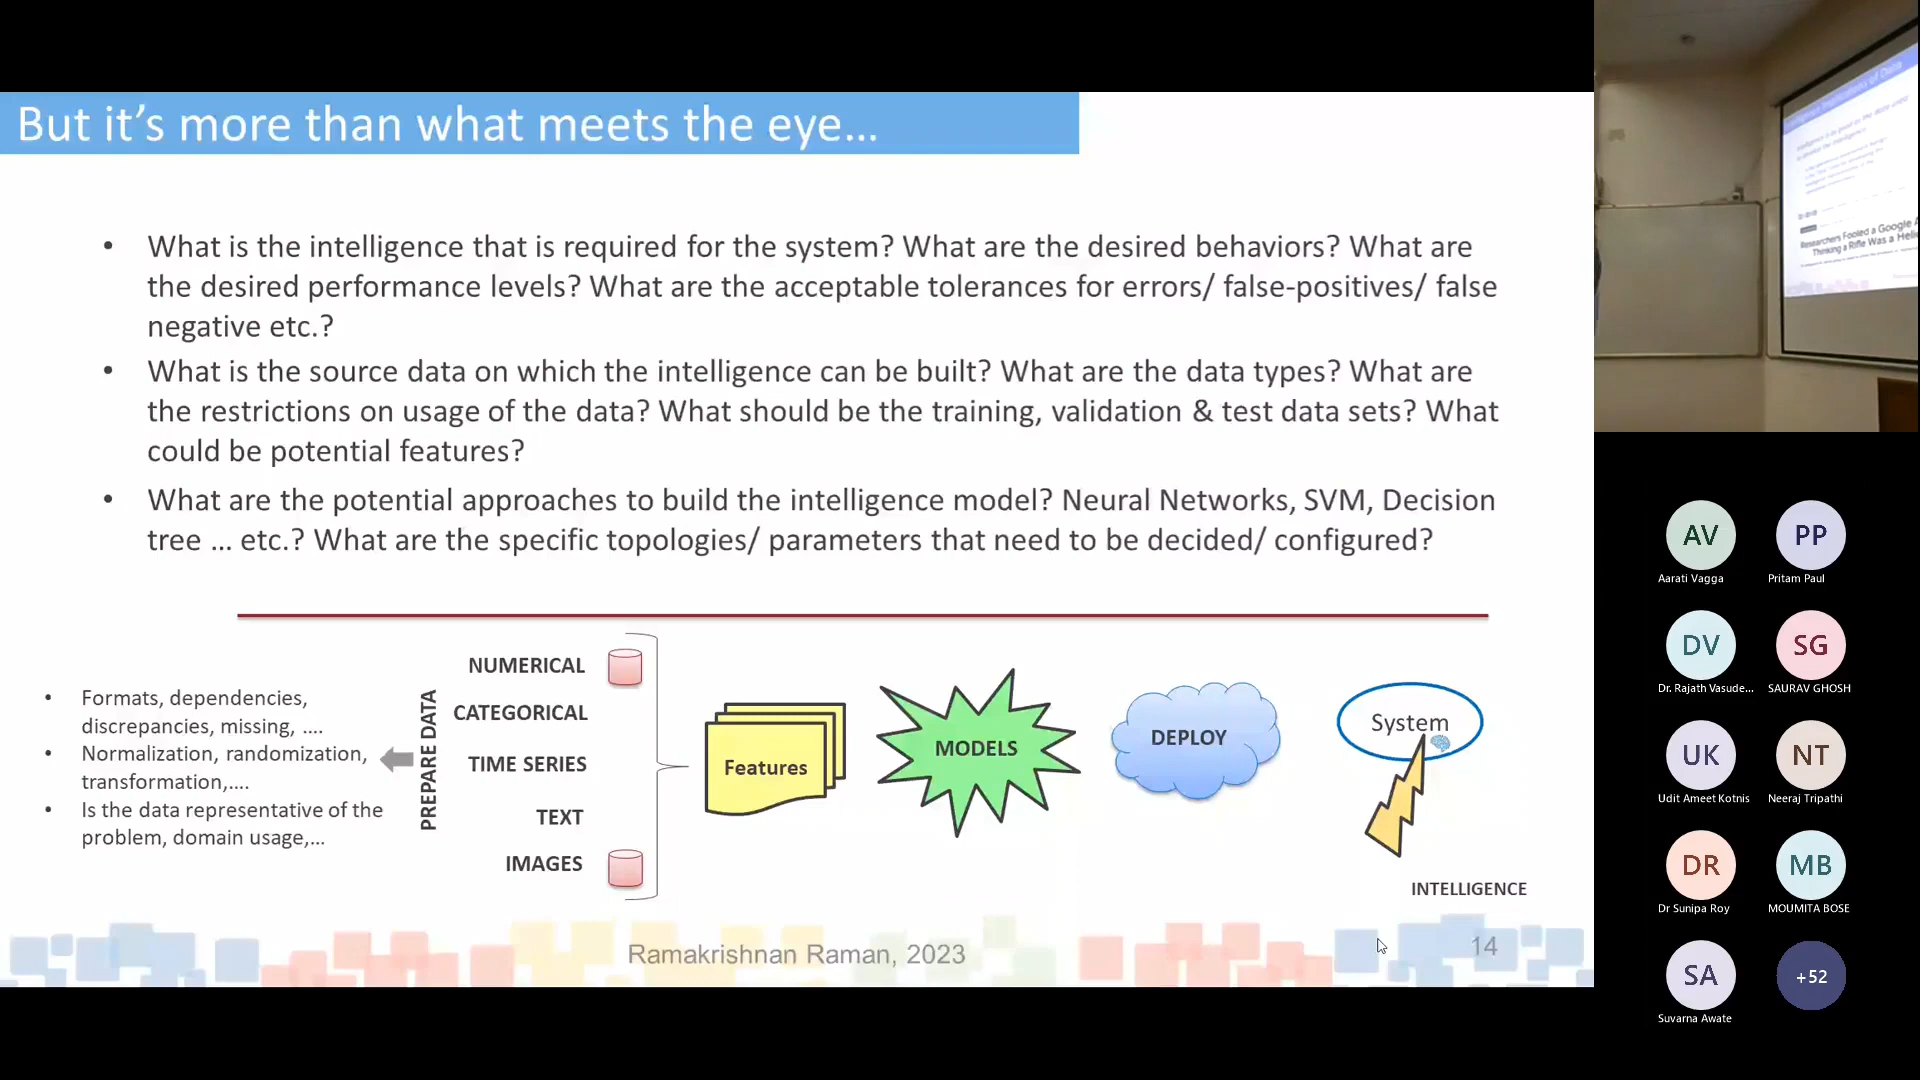 But it’s more than what meets the eye…
• What is the intelligence that is required for the system? What are the desired behaviors? What are
the desired performance levels? What are the acceptable tolerances for errors/ false-positives/ false
negative etc.?
• What is the source data on which the intelligence can be built? What are the data types? What are
the restrictions on usage of the data? What should be the training, validation & test data sets? What
could be potential features?
• What are the potential approaches to build the intelligence model? Neural Networks, SVM, Decision
tree … etc.? What are the specific topologies/ parameters that need to be decided/ configured?
• Formats, dependencies,
discrepancies, missing, ….
• Normalization, randomization,
transformation,….
• Is the data representative of the
problem, domain usage,…
PREPARE DATA
NUMERICAL
CATEGORICAL
TIME SERIES
TEXT
IMAGES
Features
MODELS
DEPLOY
System
INTELLIGENCE
Ramakrishnan Raman, 2023
14
Researchers Fooled a Google
Thinking a Rifle Was a
AV
PP
Aarati Vagga
Pritam Paul
DV
SG
Dr. Rajath Vasude...
SAURAV GHOSH
UK
NT
Udit Ameet Kotnis
Neeraj Tripathi
DR
MB
Dr Sunipa Roy
MOUMITA BOSE
SA
+52
Suvarna Awate